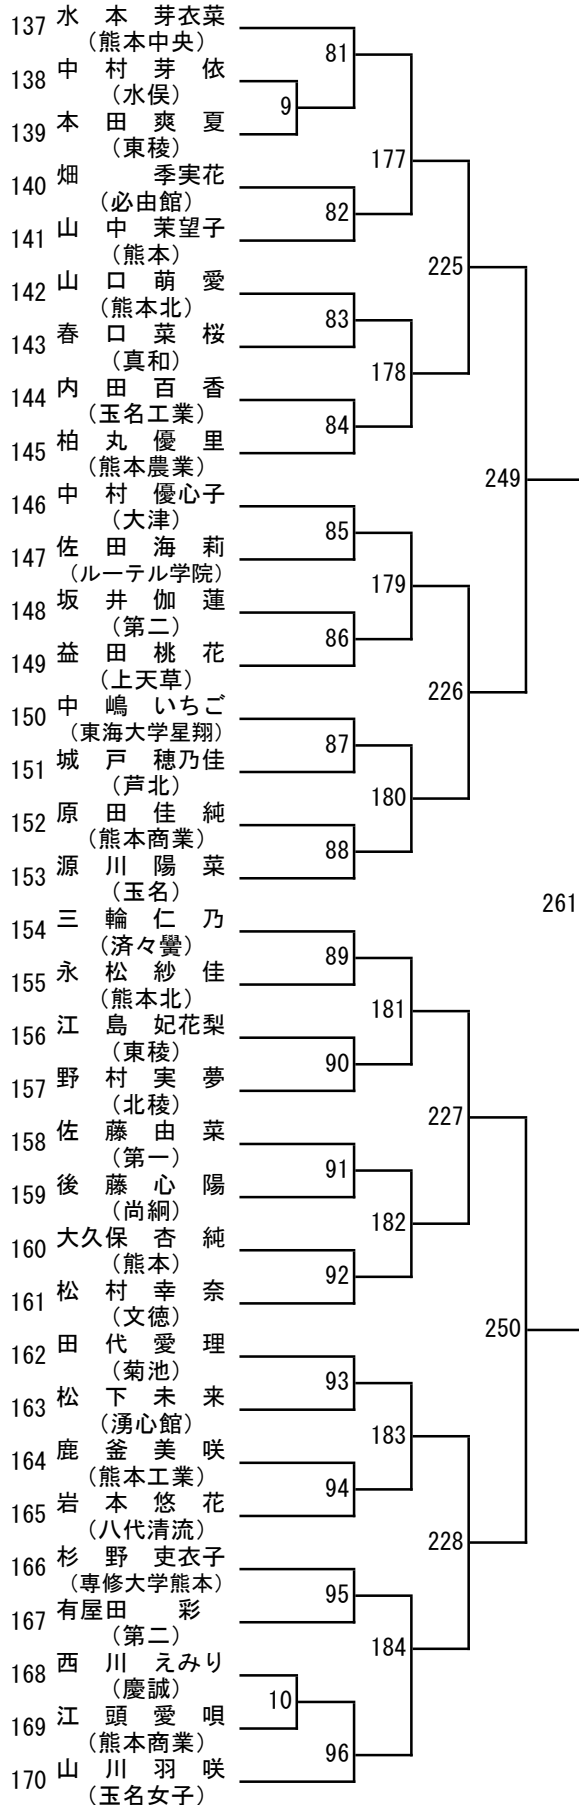 137 水 本 芽衣菜
（熊本中央）
81
138 中 村 芽 依
（水俣）
9
139 本 田 爽 夏
（東稜）
177
140 畑 季実花
（必由館）
82
141 山 中 茉望子
（熊本）
225
142 山 口 萌 愛
（熊本北）
83
143 春 口 菜 桜
（真和）
178
144 内 田 百 香
（玉名工業）
84
145 柏 丸 優 里
（熊本農業）
249
146 中 村 優心子
（大津）
85
147 佐 田 海 莉
（ルーテル学院）
179
148 坂 井 伽 蓮
（第二）
86
149 益 田 桃 花
（上天草）
226
150 中 嶋 いちご
（東海大学星翔）
87
151 城 戸 穂乃佳
（芦北）
180
152 原 田 佳 純
（熊本商業）
88
153 源 川 陽 菜
（玉名）
261
154 三 輪 仁 乃
（済々黌）
89
155 永 松 紗 佳
（熊本北）
181
156 江 島 妃花梨
（東稜）
90
157 野 村 実 夢
（北稜）
227
158 佐 藤 由 菜
（第一）
91
159 後 藤 心 陽
（尚絅）
182
160 大久保 杏 純
（熊本）
92
161 松 村 幸 奈
（文徳）
250
162 田 代 愛 理
（菊池）
93
163 松 下 未 来
（湧心館）
183
164 鹿 釜 美 咲
（熊本工業）
94
165 岩 本 悠 花
（八代清流）
228
166 杉 野 吏衣子
（専修大学熊本）
95
167 有屋田 彩
（第二）
184
168 西 川 えみり
（慶誠）
10
169 江 頭 愛 唄
（熊本商業）
96
170 山 川 羽 咲
（玉名女子）